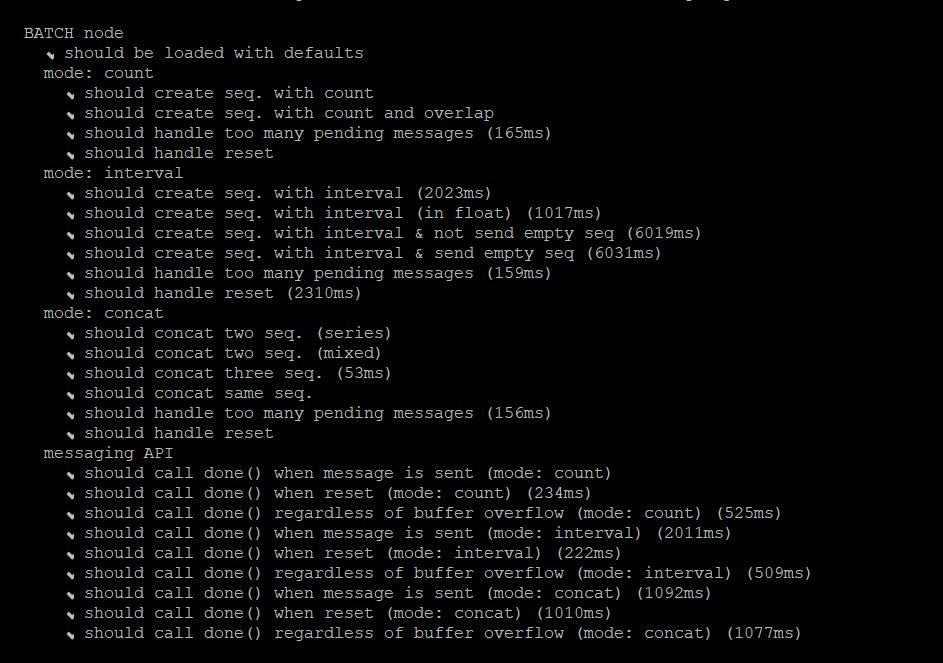 BATCH node
should be loaded with defaults
mode: count
should create seq. with count
should create seq. with count and overlap
should handle too many pending messages (165ms)
should handle reset
mode: interval
should create seq. with interval (2023ms)
should create seq. with interval (in float) (1017ms)
should create seq. with interval & not send empty seq (6019ms)
should create seq. with interval & send empty seq (6031ms)
should handle too many pending messages (159ms)
should handle reset (2310ms)
mode: concat
should concat two seq. (series)
should concat two seq. (mixed)
should concat three seq. (53ms)
should concat same seq.
should handle too many pending messages (156ms)
should handle reset
messaging API
should call done() when message is sent (mode: count)
should call done() when reset (mode: count) (234ms)
should call done() regardless of buffer overflow (mode: count) (525ms)
should call done() when message is sent (mode: interval) (2011ms)
should call done() when reset (mode: interval) (222ms)
should call done() regardless of buffer overflow (mode: interval) (509ms)
should call done() when message is sent (mode: concat) (1092ms)
should call done() when reset (mode: concat) (1010ms)
should call done() regardless of buffer overflow (mode: concat) (1077ms)